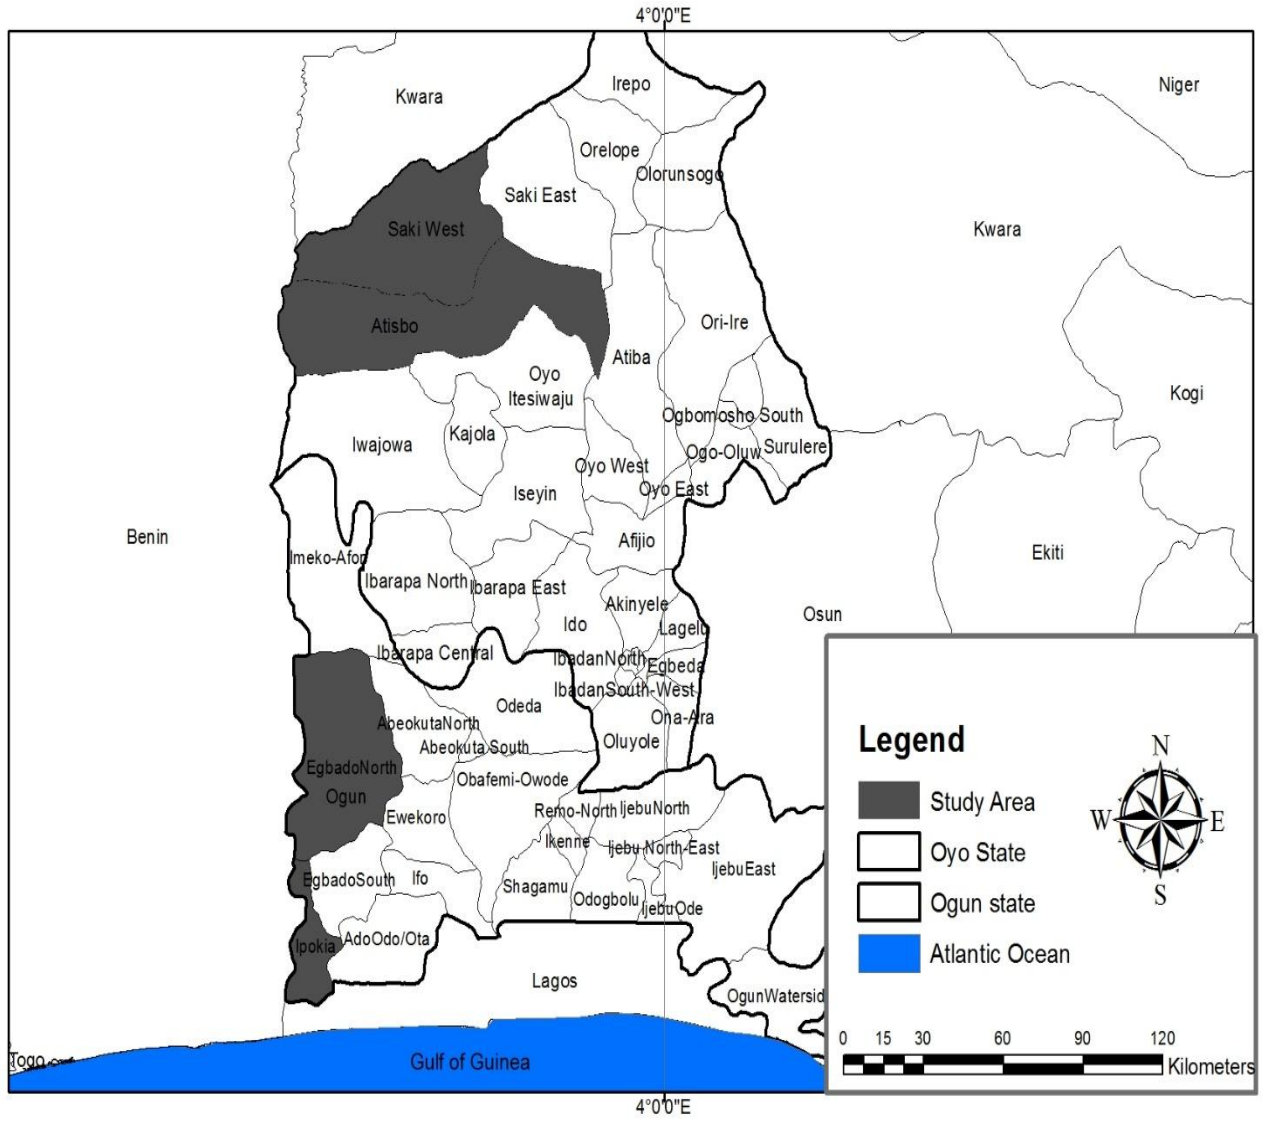 4°0'0"E
Kwara
Irepo
Niger
Orelope
Olorunsogo
Saki East
Saki West
Kwara
Atisbo
Ori-Ire
Atiba
Oyo
Itesiwaju
Kogi
Ogbomosho South
Kajola
Iwajowa
Ogo-Oluw
Surulere
Oyo West
Oyo East
Iseyin
Benin
Afijio
Imeko-Afon
Ekiti
Ibarapa North
Ibarapa East
Akinyele
Osun
Ido
Lagelu
Ibarapa Central
IbadanNorth
Egbeda
IbadanSouth-West
Odeda
Ona-Ara
AbeokutaNorth
Abeokuta South
Oluyole
EgbadoNorth
Ogun
Obafemi-Owode
Ewekoro
Remo-North
IjebuNorth
Ikenne
Ijebu North-East
IjebuEast
EgbadoSouth
Ifo
Shagamu
Odogbolu
IjebuOde
Ipokia
AdoOdo/Ota
Lagos
OgunWatersid
Togo
Gulf of Guinea
4°0'0"E
Legend
Study Area
Oyo State
Ogun state
Atlantic Ocean
N
W
E
S
0 15 30 60 90 120
Kilometers